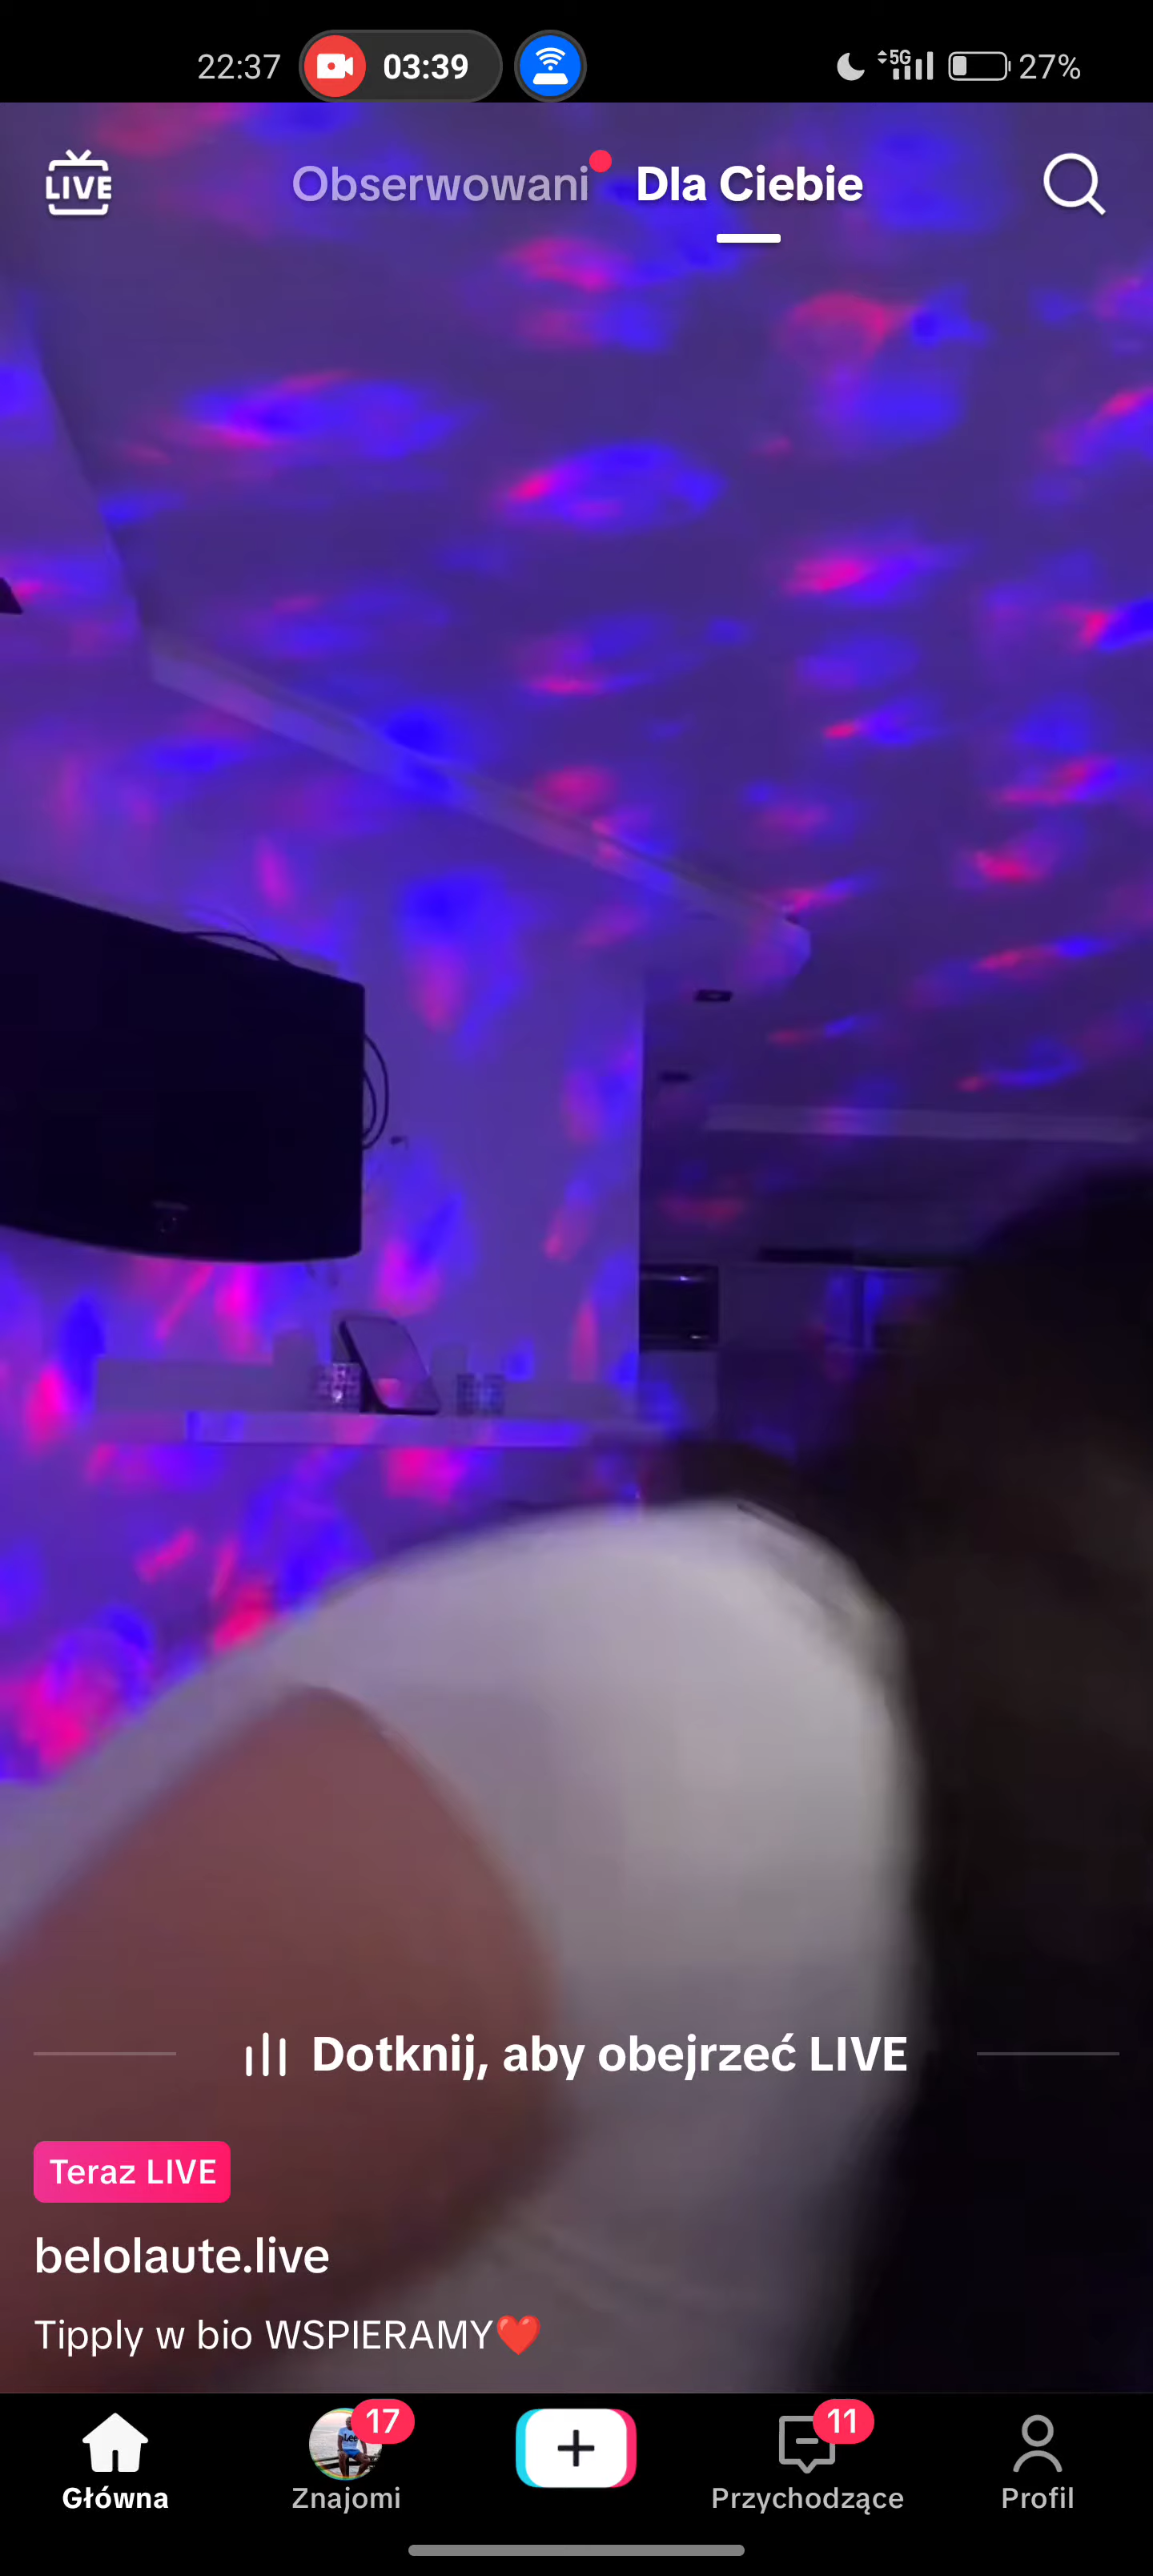 22:37 03:39 5G 27%
LIVE Obserwowani Dla Ciebie
Dotknij, aby obejrzeć LIVE
Teraz LIVE
belolaute.live
Tipply w bio WSPIERAMY❤️
17 11
Główna Znajomi Przychodzące Profil